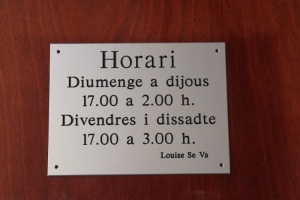 Horari
Diumenge a dijous
17.00 a 2.00 h.
Divendres i dissadte
17.00 a 3.00 h.
Louise Se Va